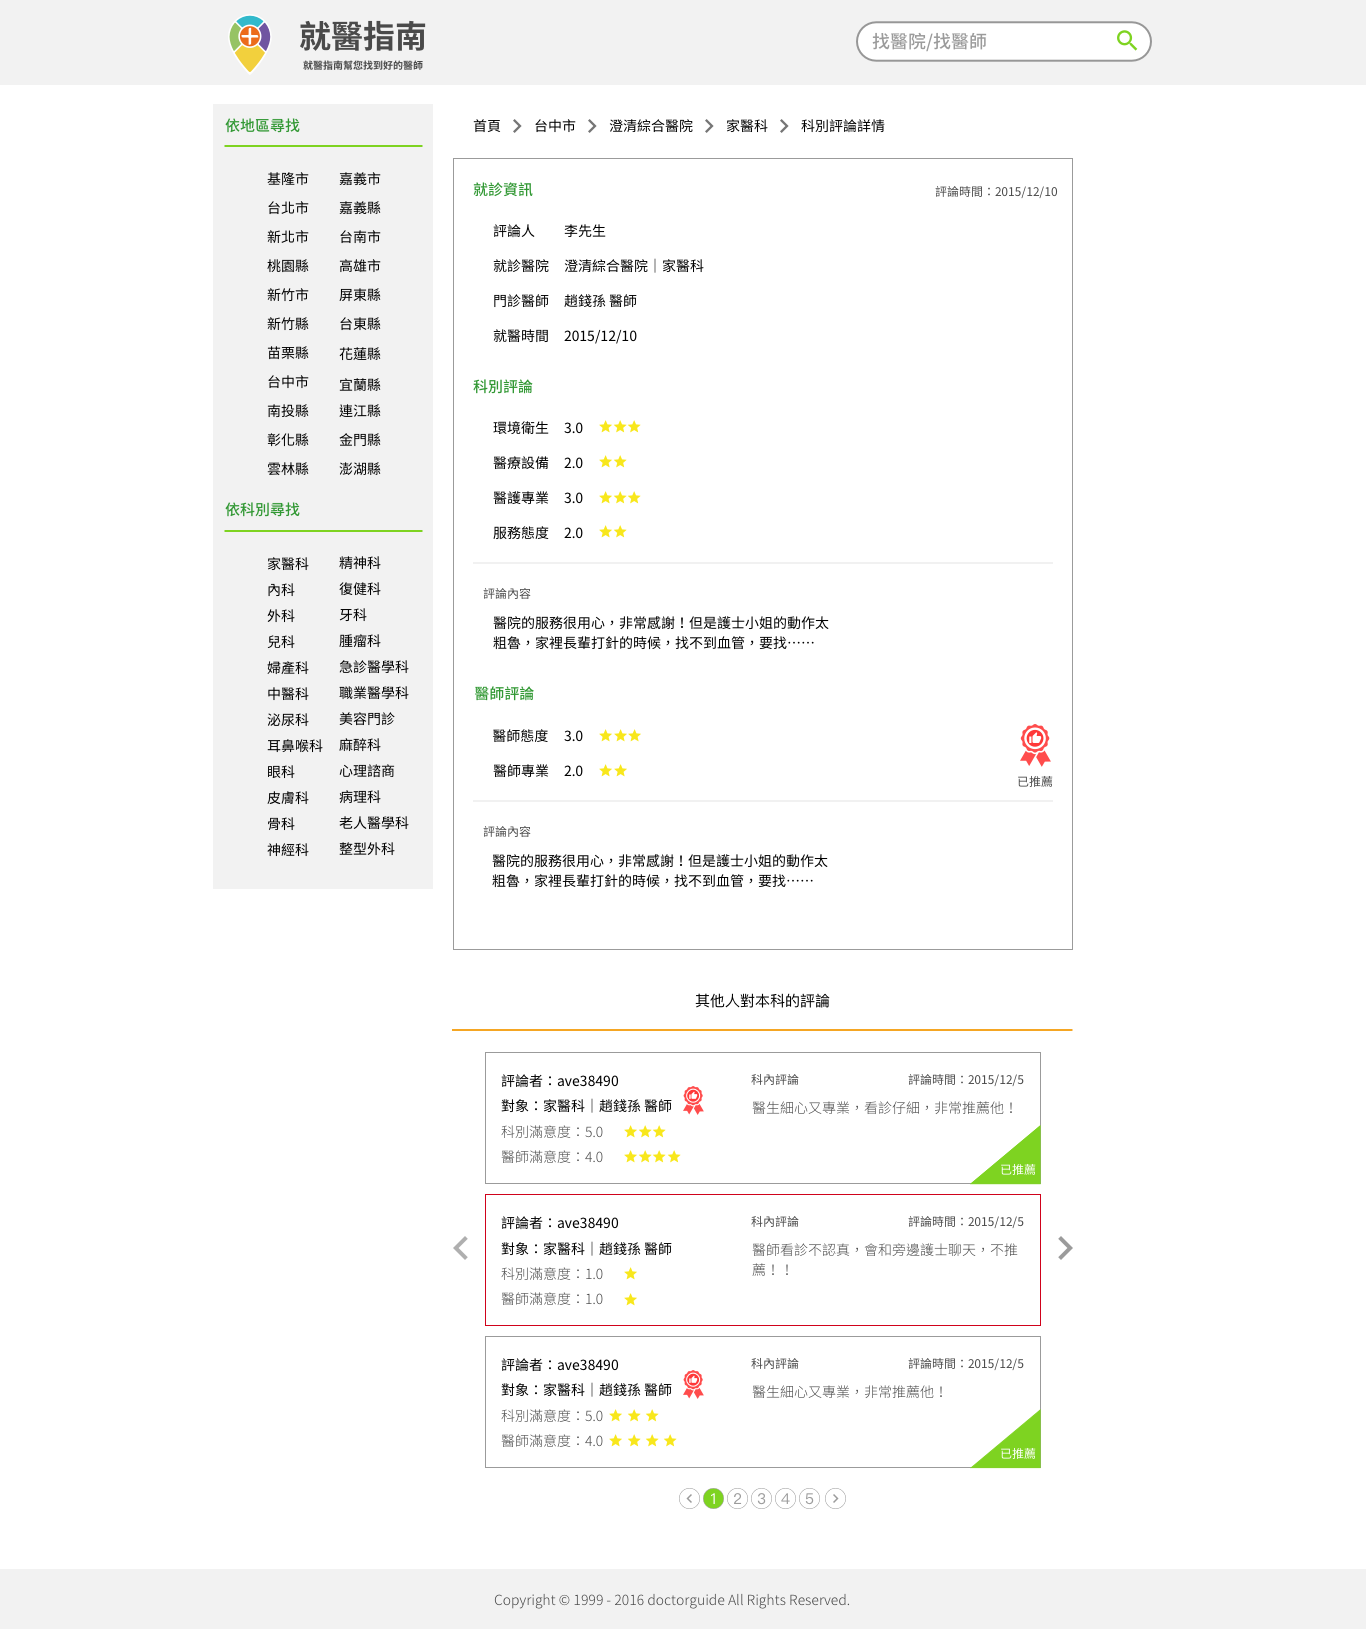 就醫指南
就醫指南幫您找到好的醫師
找醫院/找醫師
依地區尋找
基隆市 嘉義市
台北市 嘉義縣
新北市 台南市
桃園縣 高雄市
新竹市 屏東縣
新竹縣 台東縣
苗栗縣 花蓮縣
台中市 宜蘭縣
南投縣 連江縣
彰化縣 金門縣
雲林縣 澎湖縣
依科別尋找
家醫科 精神科
內科 復健科
外科 牙科
兒科 腫瘤科
婦產科 急診醫學科
中醫科 職業醫學科
泌尿科 美容門診
耳鼻喉科 麻醉科
眼科 心理諮商
皮膚科 病理科
骨科 老人醫學科
神經科 整型外科
首頁 台中市 澄清綜合醫院 家醫科 科別評論詳情
就診資訊 評論時間：2015/12/10
評論人 李先生
就診醫院 澄清綜合醫院｜家醫科
門診醫師 趙錢孫 醫師
就醫時間 2015/12/10
科別評論
環境衛生 3.0
醫療設備 2.0
醫護專業 3.0
服務態度 2.0
評論內容
醫院的服務很用心，非常感謝！但是護士小姐的動作太
粗魯，家裡長輩打針的時候，找不到血管，要找……
醫師評論
醫師態度 3.0
醫師專業 2.0
已推薦
評論內容
醫院的服務很用心，非常感謝！但是護士小姐的動作太
粗魯，家裡長輩打針的時候，找不到血管，要找……
其他人對本科的評論
評論者：ave38490 科內評論 評論時間：2015/12/5
對象：家醫科｜趙錢孫 醫師 醫生細心又專業，看診仔細，非常推薦他！
科別滿意度：5.0
醫師滿意度：4.0
已推薦
評論者：ave38490 科內評論 評論時間：2015/12/5
對象：家醫科｜趙錢孫 醫師 醫師看診不認真，會和旁邊護士聊天，不推
薦！！
科別滿意度：1.0
醫師滿意度：1.0
評論者：ave38490 科內評論 評論時間：2015/12/5
對象：家醫科｜趙錢孫 醫師 醫生細心又專業，非常推薦他！
科別滿意度：5.0
醫師滿意度：4.0
已推薦
1 2 3 4 5
Copyright © 1999 - 2016 doctorguide All Rights Reserved.